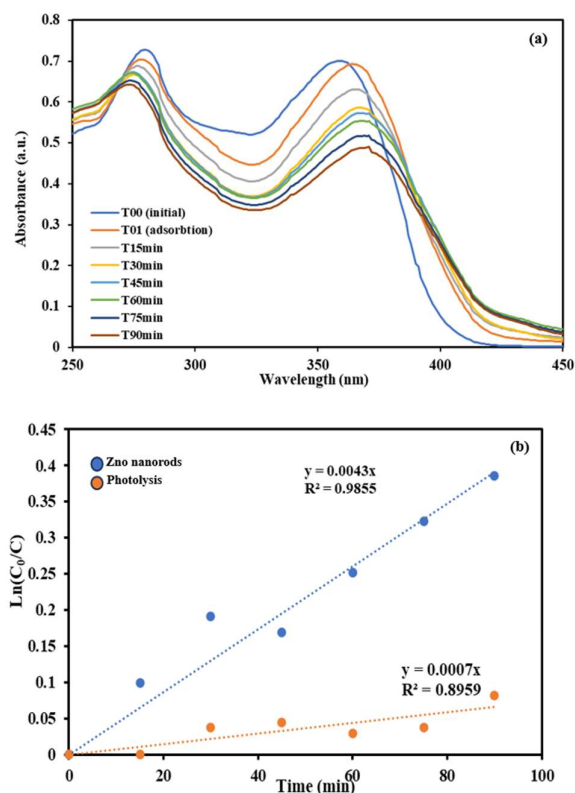 (a)
0.8
0.7
0.6
0.5
0.4
0.3
0.2
0.1
0
Absorbance (a.u.)
T00 (initial)
T01 (adsorbtion)
T15min
T30min
T45min
T60min
T75min
T90min
250 300 350 400 450
Wavelength (nm)
(b)
0.45
0.4
0.35
0.3
0.25
0.2
0.15
0.1
0.05
0
Ln(C₀/C)
Zno nanorods
Photolysis
y = 0.0043x
R² = 0.9855
y = 0.0007x
R² = 0.8959
0 20 40 60 80 100
Time (min)